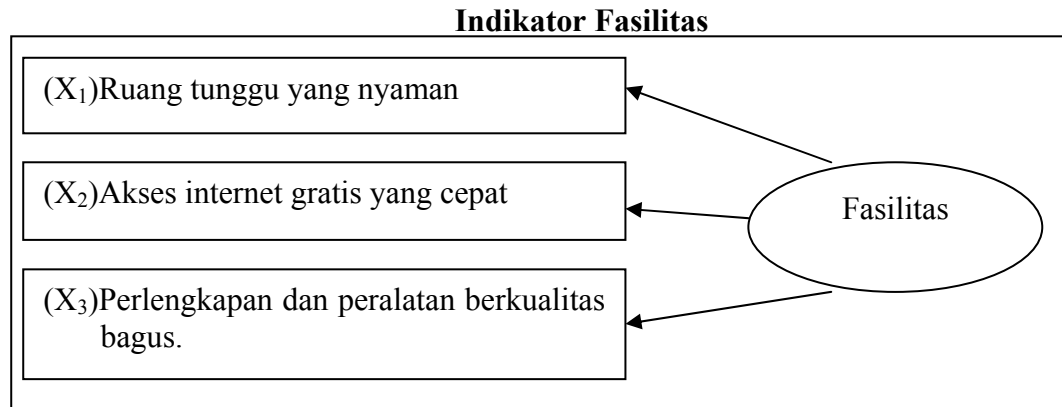 Indikator Fasilitas
(X₁)Ruang tunggu yang nyaman
(X₂)Akses internet gratis yang cepat
Fasilitas
(X₃)Perlengkapan dan peralatan berkualitas
bagus.